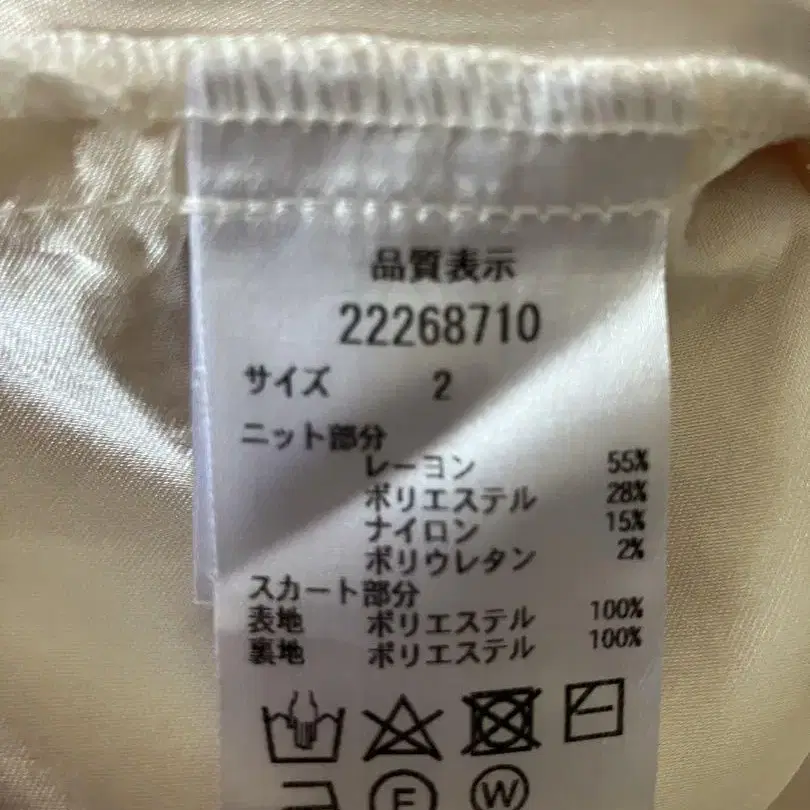 品質表示
22268710
サイズ 2
ニット部分
レーヨン 55%
ポリエステル 28%
ナイロン 15%
ポリウレタン 2%
スカート部分
表地 ポリエステル 100%
裏地 ポリエステル 100%
F W